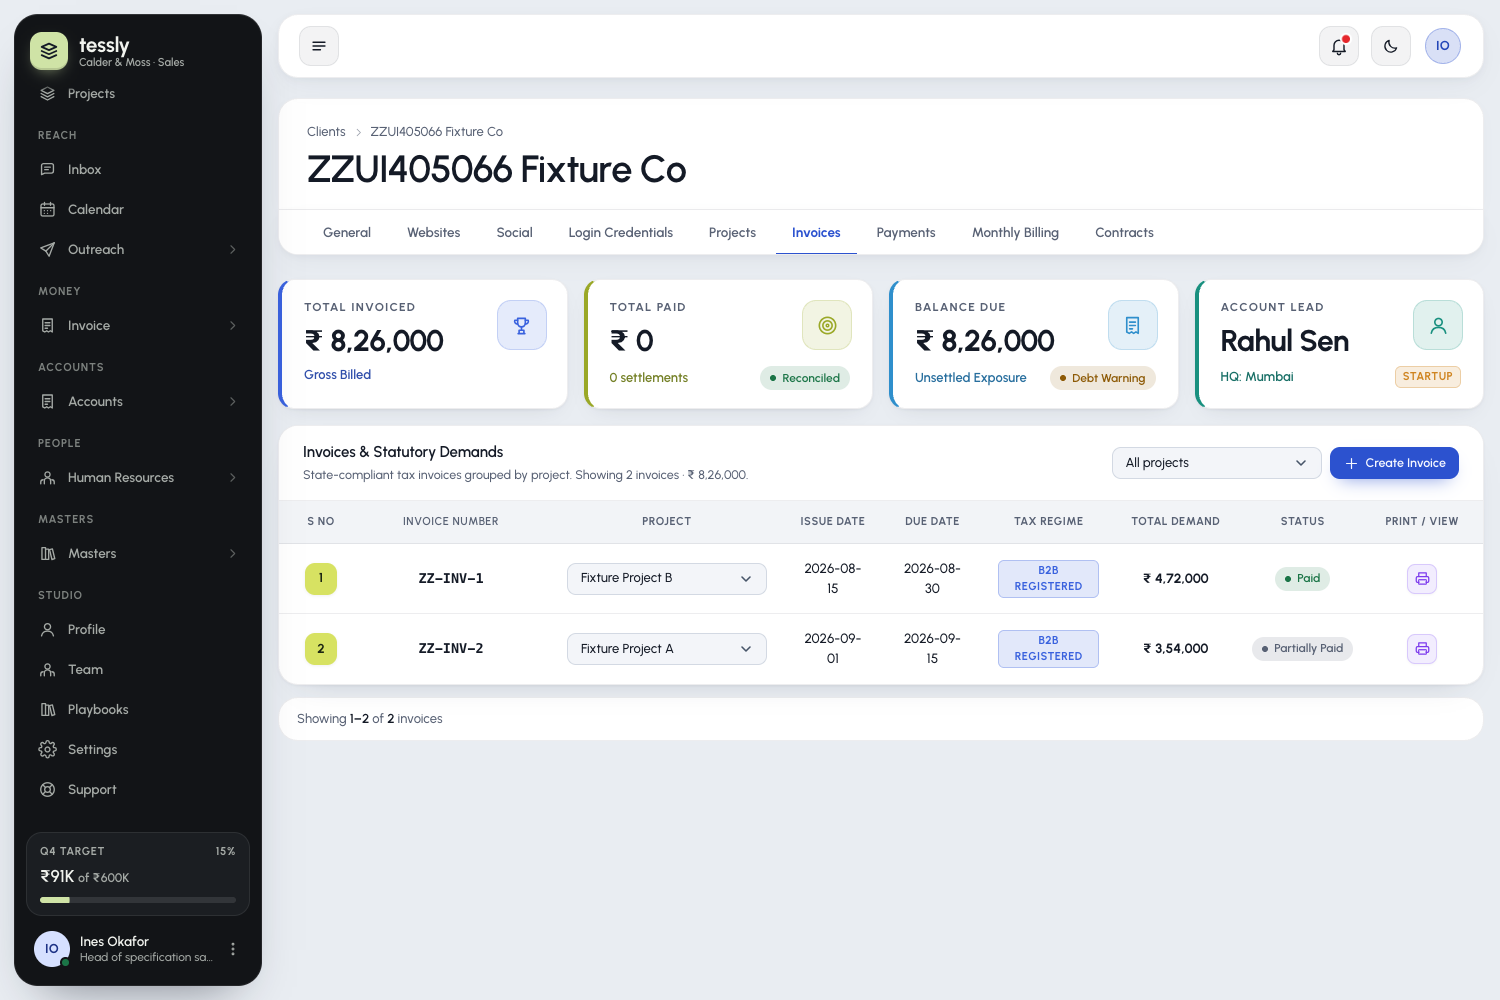 tessly
Calder & Moss · Sales
Projects
REACH
Inbox
Calendar
Outreach
MONEY
Invoice
ACCOUNTS
Accounts
PEOPLE
Human Resources
MASTERS
Masters
STUDIO
Profile
Team
Playbooks
Settings
Support
Q4 TARGET 15%
₹91K of ₹600K
IO
Ines Okafor
Head of specification sa...
IO
Clients > ZZUI405066 Fixture Co
ZZUI405066 Fixture Co
General Websites Social Login Credentials Projects Invoices Payments Monthly Billing Contracts
TOTAL INVOICED
₹ 8,26,000
Gross Billed
TOTAL PAID
₹ 0
0 settlements Reconciled
BALANCE DUE
₹ 8,26,000
Unsettled Exposure Debt Warning
ACCOUNT LEAD
Rahul Sen
HQ: Mumbai STARTUP
Invoices & Statutory Demands
State-compliant tax invoices grouped by project. Showing 2 invoices · ₹ 8,26,000.
All projects
Create Invoice
S NO INVOICE NUMBER PROJECT ISSUE DATE DUE DATE TAX REGIME TOTAL DEMAND STATUS PRINT / VIEW
1 ZZ-INV-1 Fixture Project B 2026-08-15 2026-08-30 B2B REGISTERED ₹ 4,72,000 Paid
2 ZZ-INV-2 Fixture Project A 2026-09-01 2026-09-15 B2B REGISTERED ₹ 3,54,000 Partially Paid
Showing 1–2 of 2 invoices